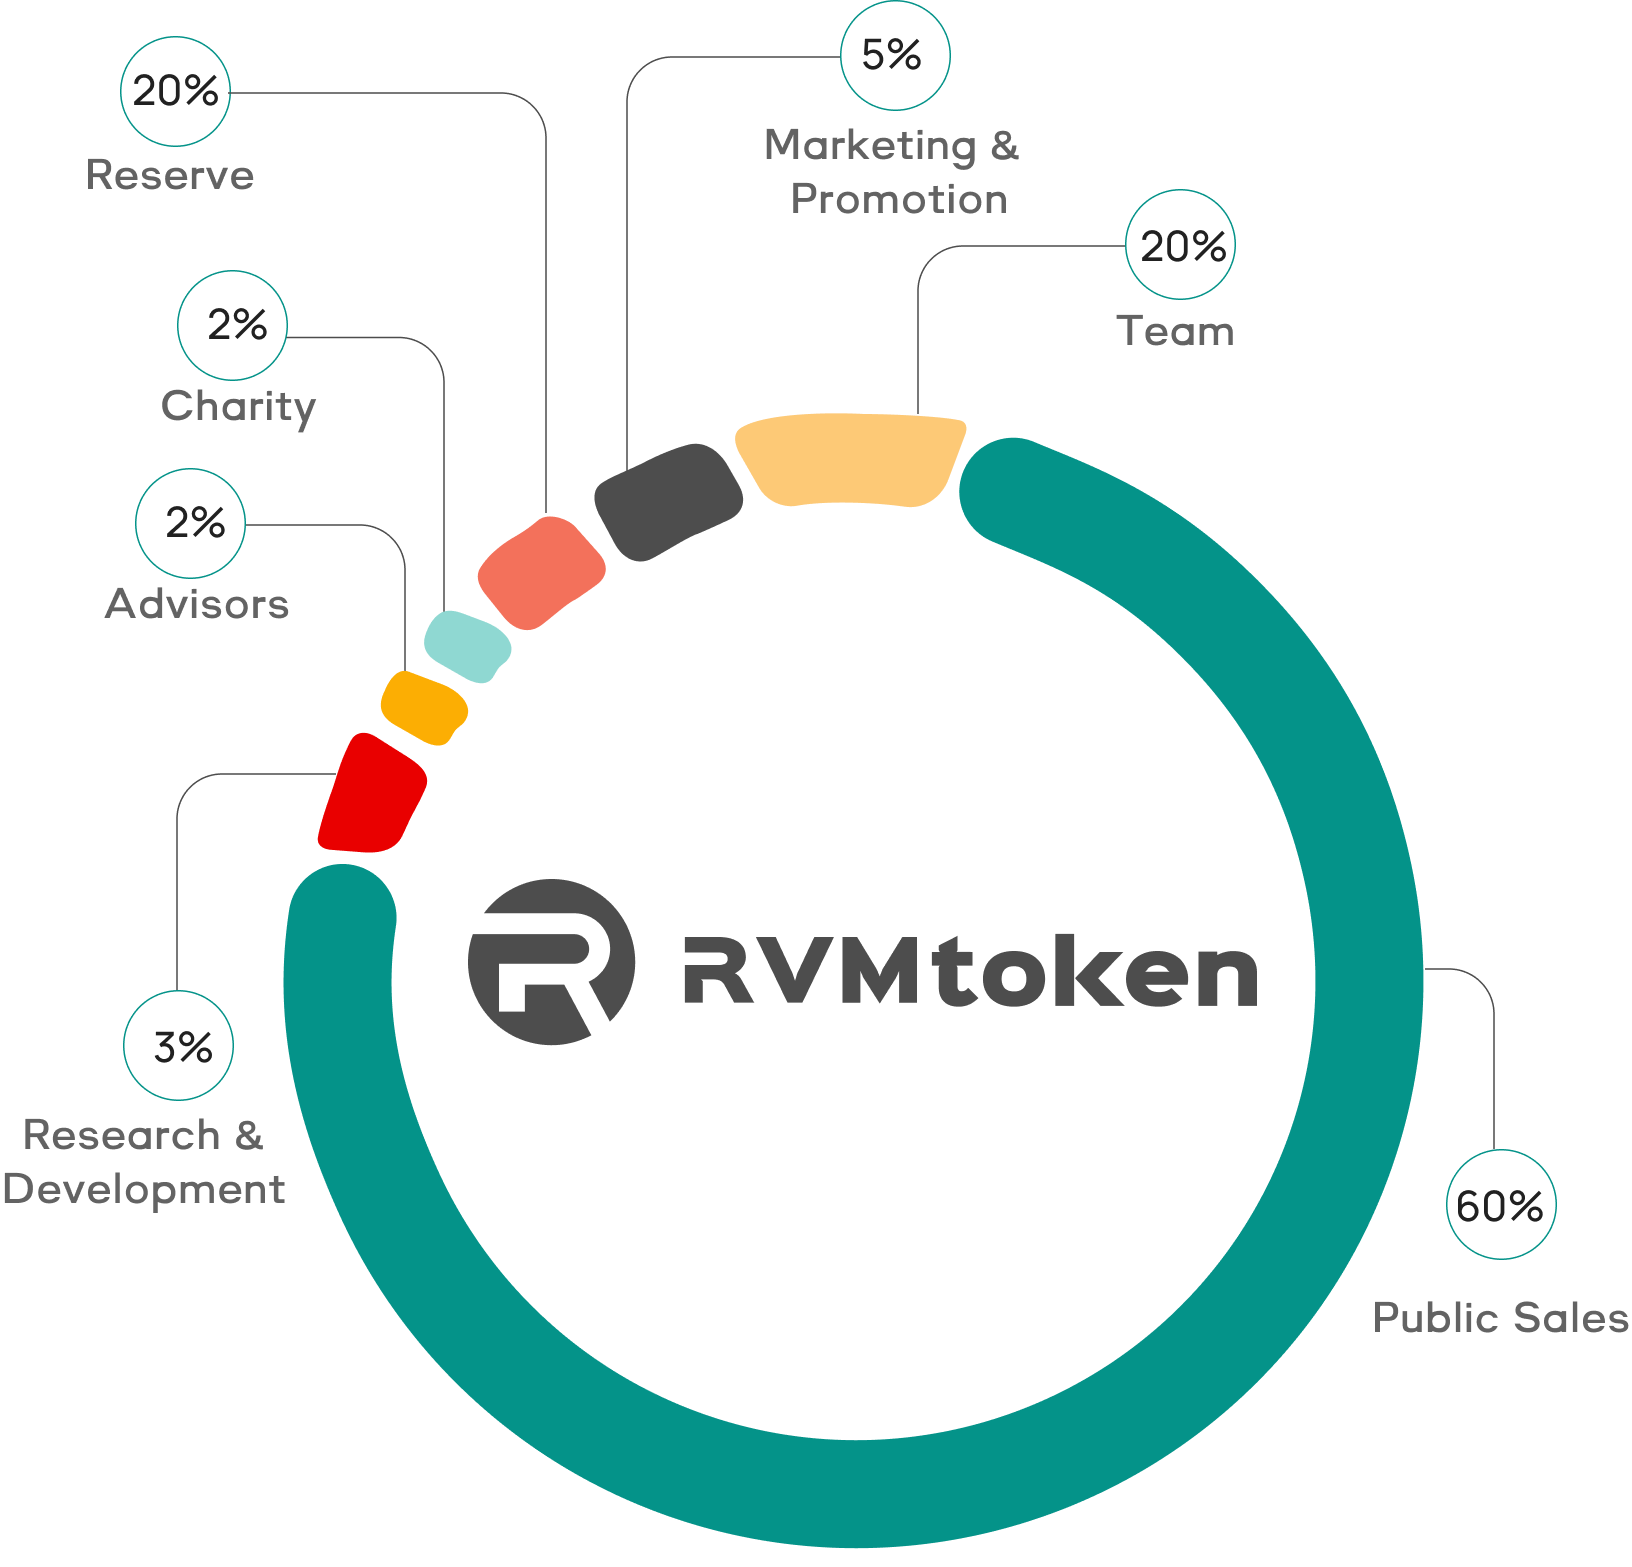 5%
Marketing &
Promotion
20%
Reserve
20%
Team
2%
Charity
2%
Advisors
RVMtoken
3%
Research &
Development
60%
Public Sales